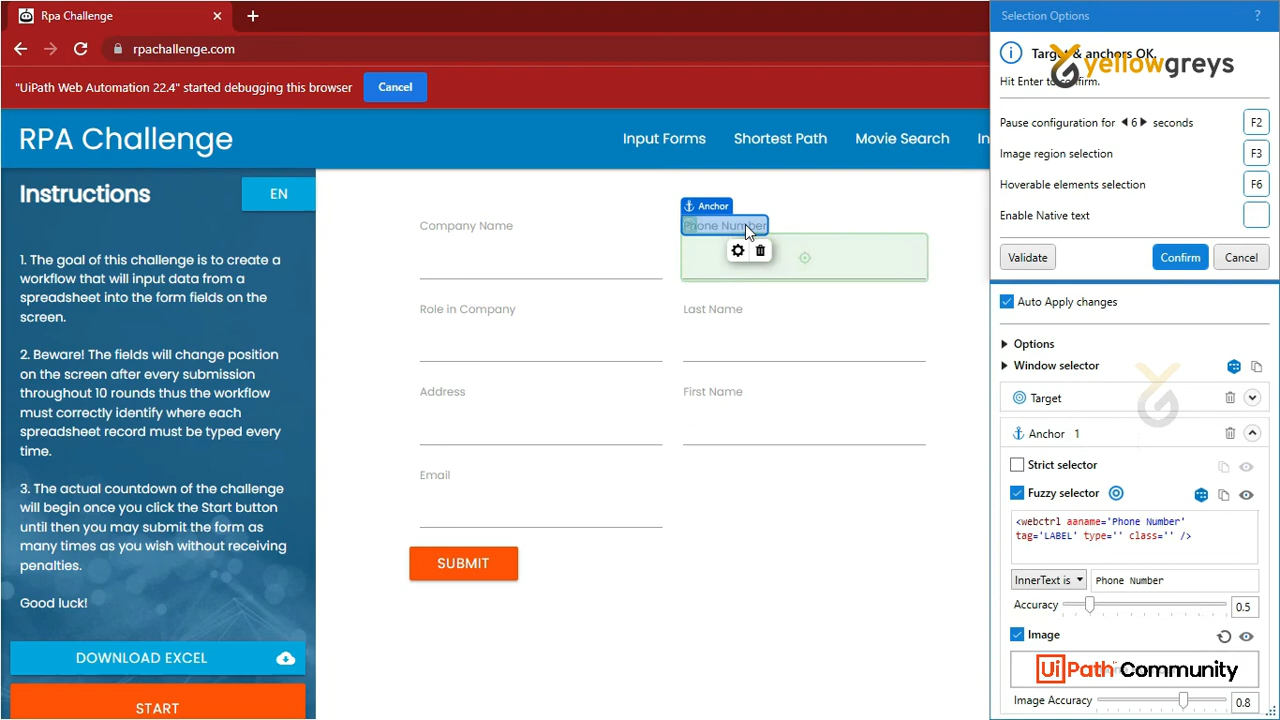 Rpa Challenge
rpachallenge.com
"UiPath Web Automation 22.4" started debugging this browser
Cancel
RPA Challenge
Input Forms
Shortest Path
Movie Search
In
Instructions
EN
1. The goal of this challenge is to create a
workflow that will input data from a
spreadsheet into the form fields on the
screen.
2. Beware! The fields will change position
on the screen after every submission
throughout 10 rounds thus the workflow
must correctly identify where each
spreadsheet record must be typed every
time.
3. The actual countdown of the challenge
will begin once you click the Start button
until then you may submit the form as
many times as you wish without receiving
penalties.
Good luck!
DOWNLOAD EXCEL
START
Company Name
Anchor
Phone Number
Role in Company
Last Name
Address
First Name
Email
SUBMIT
Selection Options
?
Target & anchors OK.
yellowgreys
Hit Enter to confirm.
Pause configuration for 6 seconds
F2
Image region selection
F3
Hoverable elements selection
F6
Enable Native text
Validate
Confirm
Cancel
Auto Apply changes
Options
Window selector
Target
Anchor 1
Strict selector
Fuzzy selector
<webctrl aaname='Phone Number'
tag='LABEL' type='' class='' />
InnerText is
Phone Number
Accuracy
0.5
Image
UiPath Community
Image Accuracy
0.8